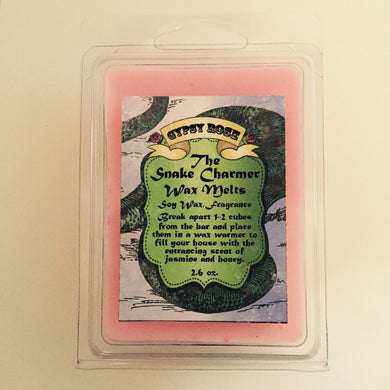 GYPSY ROSE
The
Snake Charmer
Wax Melts
Soy Wax Fragrance
Break apart 1-2 cubes
from the bar and place
them in a wax warmer to
fill your house with the
entrancing scent of
jasmine and honey.
2.6 oz.